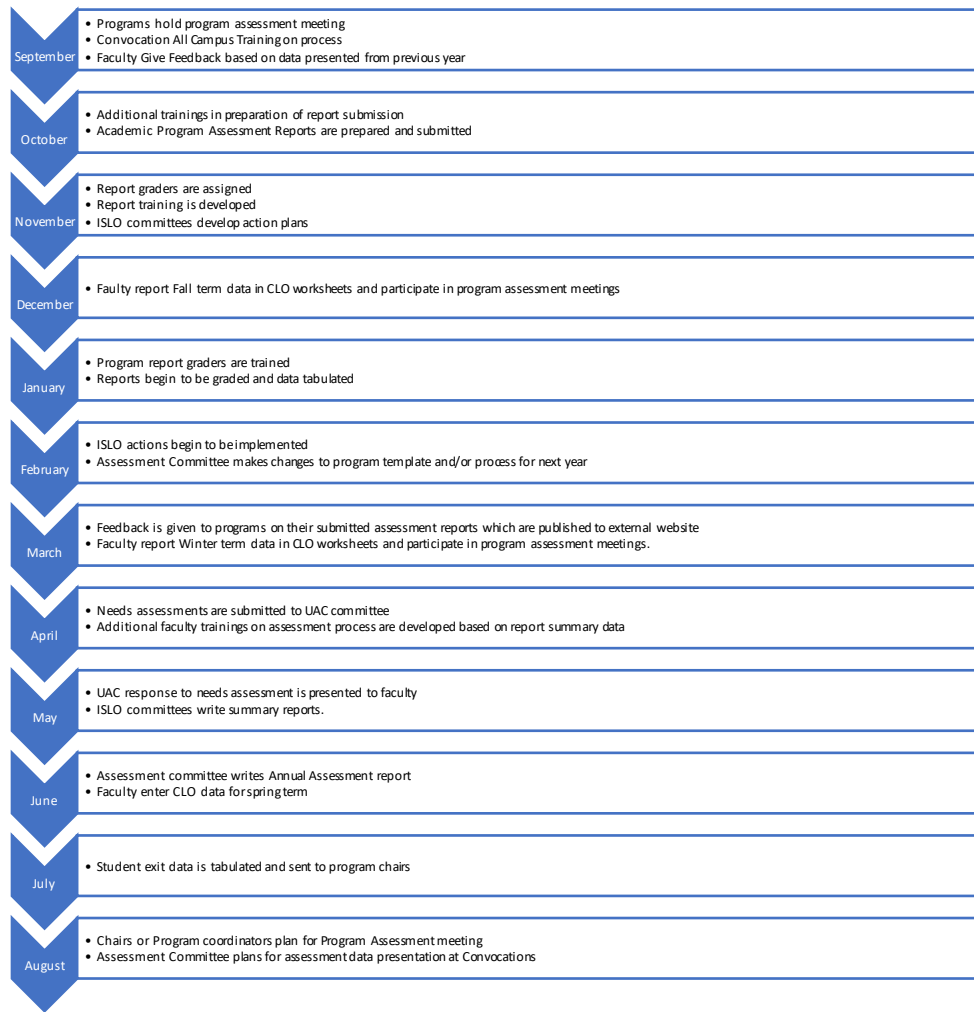 September
• Programs hold program assessment meeting
• Convocation All Campus Training on process
• Faculty Give Feedback based on data presented from previous year
October
• Additional trainings in preparation of report submission
• Academic Program Assessment Reports are prepared and submitted
November
• Report graders are assigned
• Report training is developed
• ISLO committees develop action plans
December
• Faulty report Fall term data in CLO worksheets and participate in program assessment meetings
January
• Program report graders are trained
• Reports begin to be graded and data tabulated
February
• ISLO actions begin to be implemented
• Assessment Committee makes changes to program template and/or process for next year
March
• Feedback is given to programs on their submitted assessment reports which are published to external website
• Faculty report Winter term data in CLO worksheets and participate in program assessment meetings.
April
• Needs assessments are submitted to UAC committee
• Additional faculty trainings on assessment process are developed based on report summary data
May
• UAC response to needs assessment is presented to faculty
• ISLO committees write summary reports.
June
• Assessment committee writes Annual Assessment report
• Faculty enter CLO data for spring term
July
• Student exit data is tabulated and sent to program chairs
August
• Chairs or Program coordinators plan for Program Assessment meeting
• Assessment Committee plans for assessment data presentation at Convocations